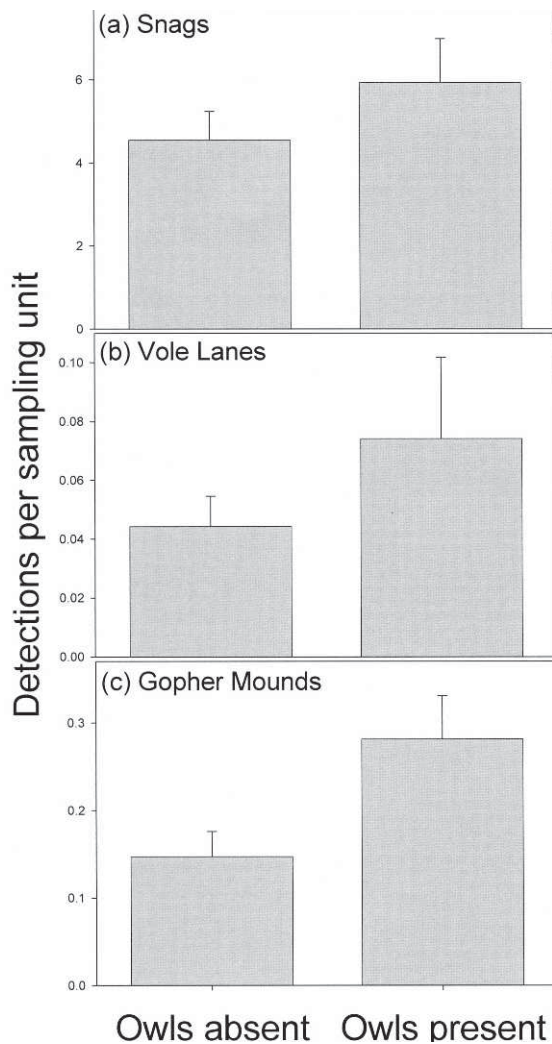 Detections per sampling unit
(a) Snags
6
4
2
0
(b) Vole Lanes
0.10
0.08
0.06
0.04
0.02
0.00
(c) Gopher Mounds
0.3
0.2
0.1
0.0
Owls absent Owls present